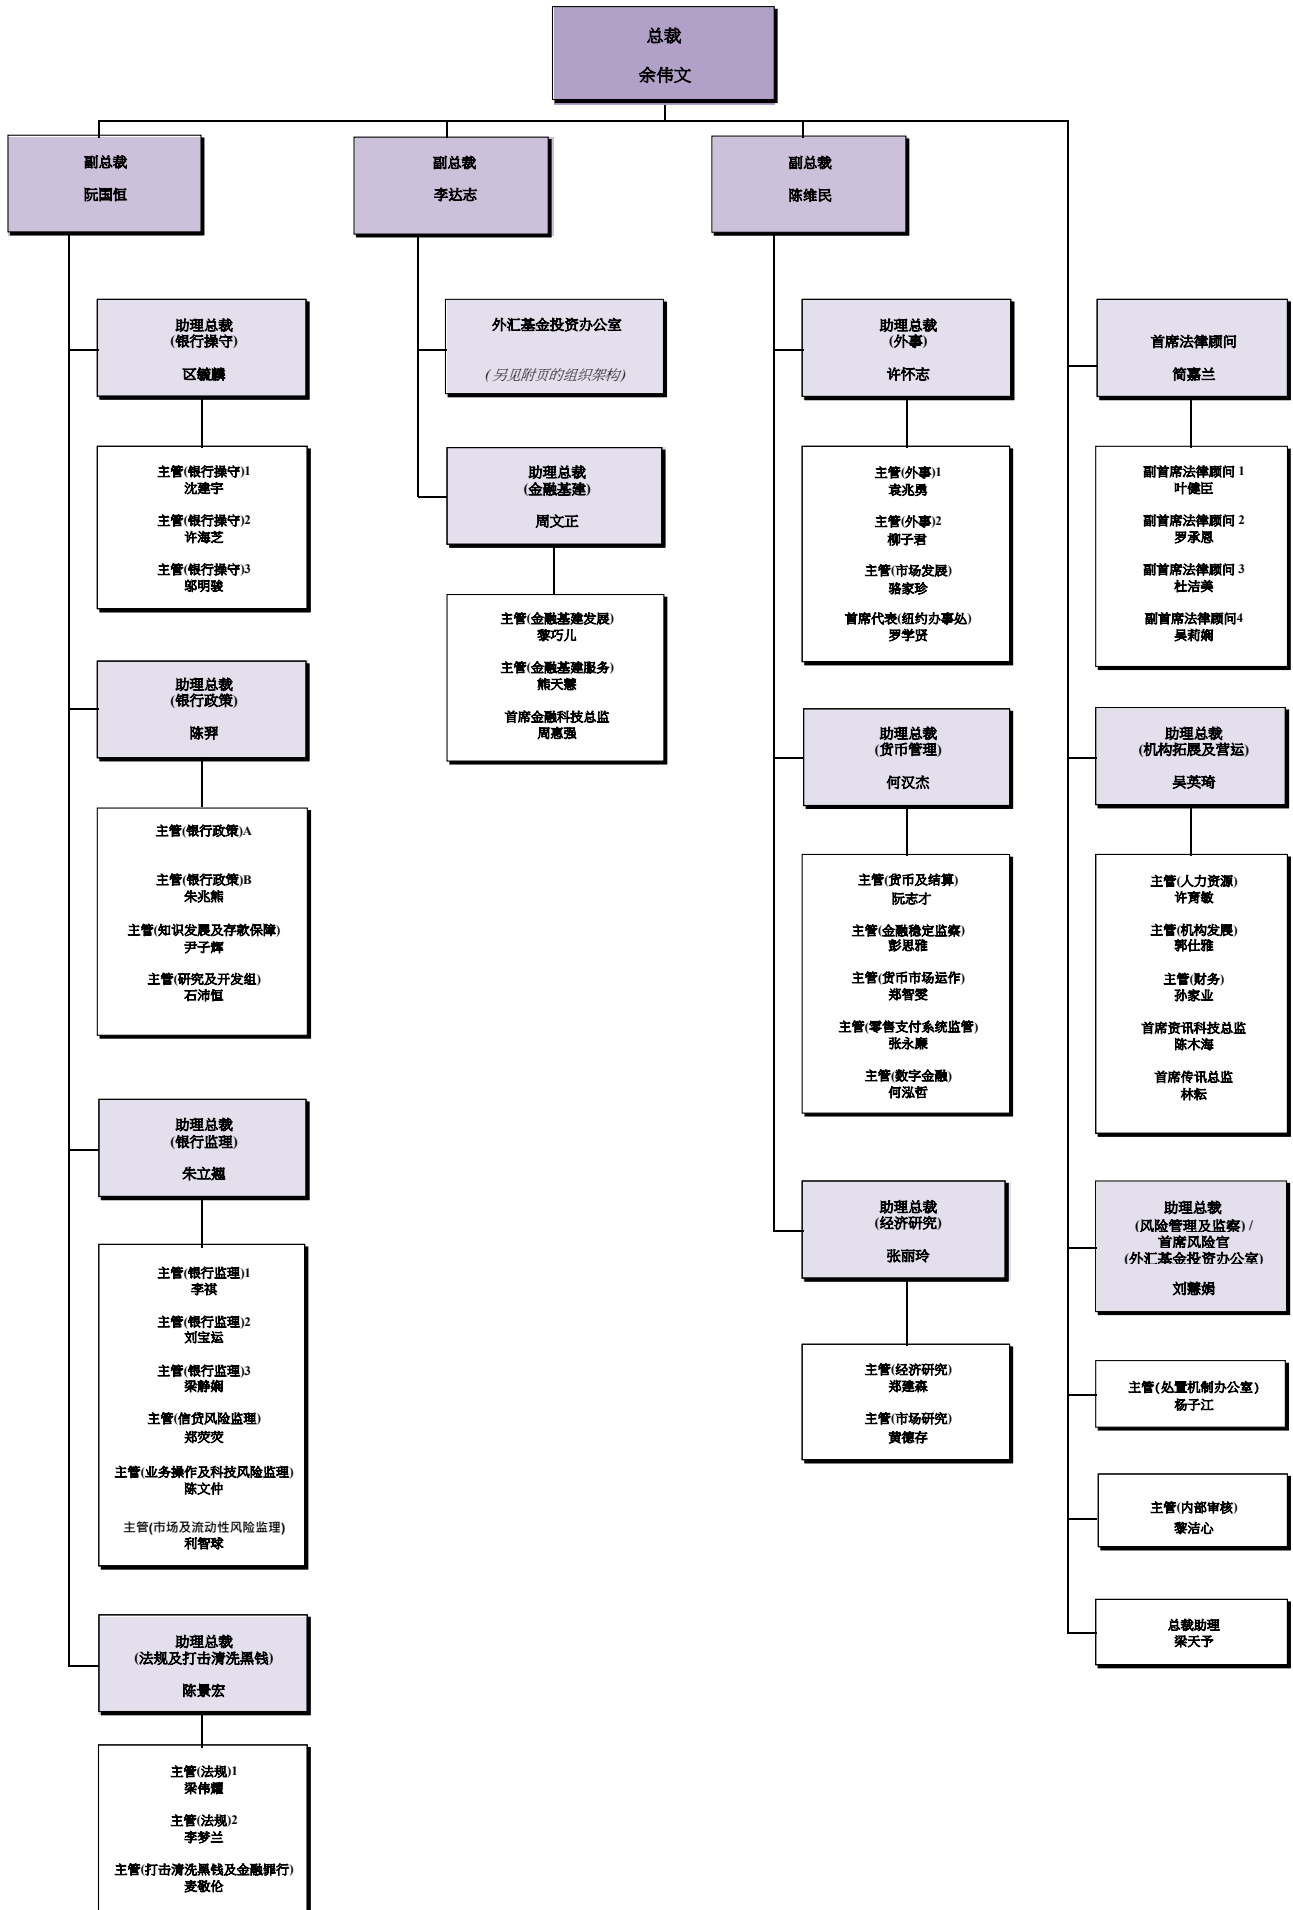 总裁
余伟文
副总裁
阮国恒
副总裁
李达志
副总裁
陈维民
助理总裁
(银行操守)
区毓麟
主管(银行操守)1
沈建宇
主管(银行操守)2
许海芝
主管(银行操守)3
邬明骏
助理总裁
(银行政策)
陈羿
主管(银行政策)A
主管(银行政策)B
朱兆熊
主管(知识发展及存款保障)
尹子辉
主管(研究及开发组)
石沛恒
助理总裁
(银行监理)
朱立翘
主管(银行监理)1
李祺
主管(银行监理)2
刘宝运
主管(银行监理)3
梁静娴
主管(信贷风险监理)
郑荧荧
主管(业务操作及科技风险监理)
陈文仲
主管(市场及流动性风险监理)
利智球
助理总裁
(法规及打击清洗黑钱)
陈景宏
主管(法规)1
梁伟耀
主管(法规)2
李梦兰
主管(打击清洗黑钱及金融罪行)
麦敬伦
外汇基金投资办公室
(另见附页的组织架构)
助理总裁
(金融基建)
周文正
主管(金融基建发展)
黎巧儿
主管(金融基建服务)
熊天慧
首席金融科技总监
周惠强
助理总裁
(外事)
许怀志
主管(外事)1
袁兆勇
主管(外事)2
柳子君
主管(市场发展)
骆家珍
首席代表(纽约办事处)
罗学贤
助理总裁
(货币管理)
何汉杰
主管(货币及结算)
阮志才
主管(金融稳定监察)
彭思雅
主管(货币市场运作)
郑智雯
主管(零售支付系统监管)
张永廉
主管(数字金融)
何泓哲
助理总裁
(经济研究)
张丽玲
主管(经济研究)
郑建森
主管(市场研究)
黄德存
首席法律顾问
简嘉兰
副首席法律顾问 1
叶健臣
副首席法律顾问 2
罗承恩
副首席法律顾问 3
杜洁美
副首席法律顾问4
吴莉娴
助理总裁
(机构拓展及营运)
吴英琦
主管(人力资源)
许育敏
主管(机构发展)
郭仕雅
主管(财务)
孙家业
首席资讯科技总监
陈木海
首席传讯总监
林耘
助理总裁
(风险管理及监察) /
首席风险官
(外汇基金投资办公室)
刘慧娟
主管(处置机制办公室)
杨子江
主管(内部审核)
黎洁心
总裁助理
梁天予